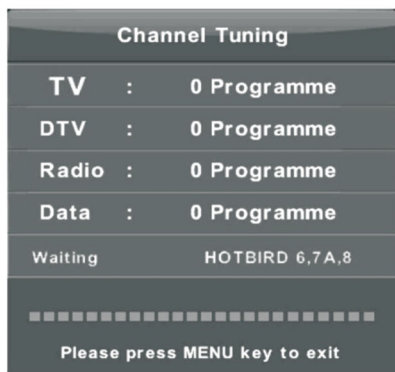 Channel Tuning
TV : 0 Programme
DTV : 0 Programme
Radio : 0 Programme
Data : 0 Programme
Waiting HOTBIRD 6,7A,8
Please press MENU key to exit